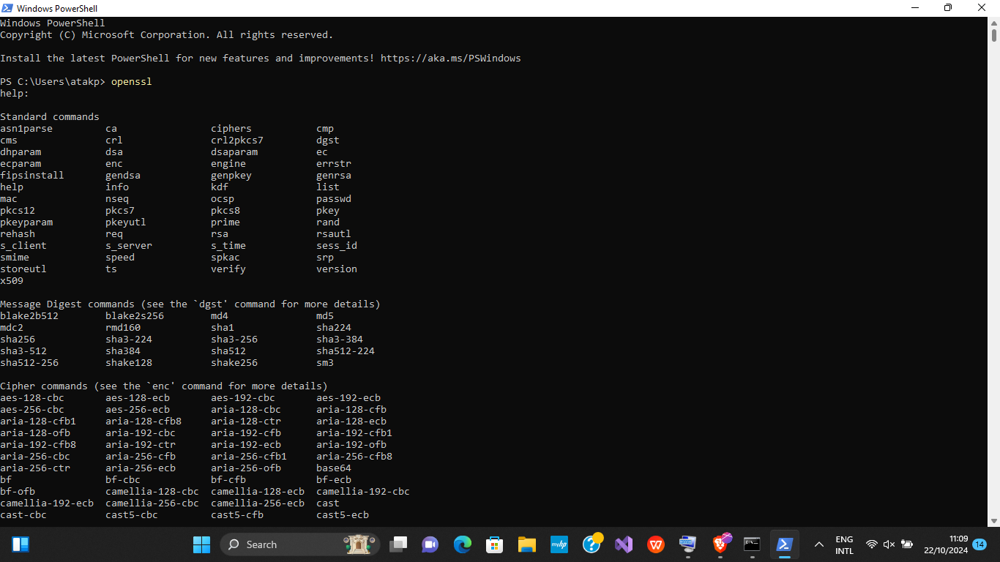 Windows PowerShell
Windows PowerShell
Copyright (C) Microsoft Corporation. All rights reserved.
Install the latest PowerShell for new features and improvements! https://aka.ms/PSWindows
PS C:\Users\atakp> openssl
help:
Standard commands
asn1parse ca ciphers cmp
cms crl crl2pkcs7 dgst
dhparam dsa dsaparam ec
ecparam enc engine errstr
fipsinstall gendsa genpkey genrsa
help info kdf list
mac nseq ocsp passwd
pkcs12 pkcs7 pkcs8 pkey
pkeyparam pkeyutl prime rand
rehash req rsa rsautl
s_client s_server s_time sess_id
smime speed spkac srp
storeutl ts verify version
x509
Message Digest commands (see the `dgst' command for more details)
blake2b512 blake2s256 md4 md5
mdc2 rmd160 sha1 sha224
sha256 sha3-224 sha3-256 sha3-384
sha3-512 sha384 sha512 sha512-224
sha512-256 shake128 shake256 sm3
Cipher commands (see the `enc' command for more details)
aes-128-cbc aes-128-ecb aes-192-cbc aes-192-ecb
aes-256-cbc aes-256-ecb aria-128-cbc aria-128-cfb
aria-128-cfb1 aria-128-cfb8 aria-128-ctr aria-128-ecb
aria-128-ofb aria-192-cbc aria-192-cfb aria-192-cfb1
aria-192-cfb8 aria-192-ctr aria-192-ecb aria-192-ofb
aria-256-cbc aria-256-cfb aria-256-cfb1 aria-256-cfb8
aria-256-ctr aria-256-ecb aria-256-ofb base64
bf bf-cbc bf-cfb bf-ecb
bf-ofb camellia-128-cbc camellia-128-ecb camellia-192-cbc
camellia-192-ecb camellia-256-cbc camellia-256-ecb cast
cast-cbc cast5-cbc cast5-cfb cast5-ecb
Search
myhp
ENG
INTL
11:09
22/10/2024
14